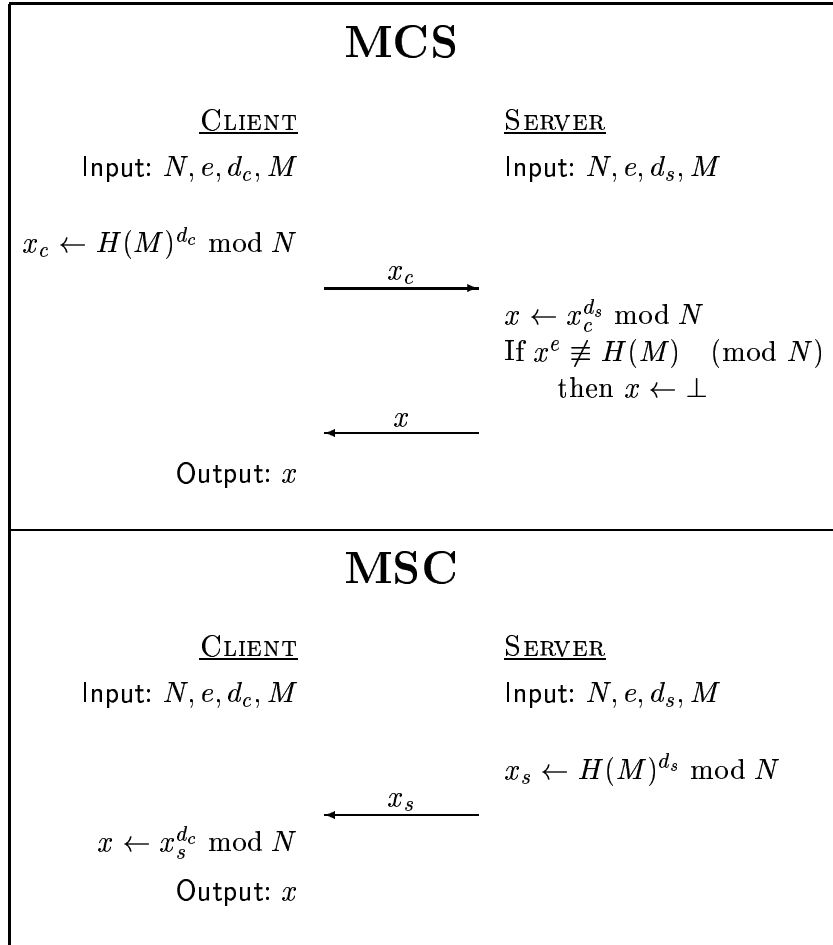 MCS
CLIENT SERVER
Input: N, e, d_c, M Input: N, e, d_s, M
x_c ← H(M)^{d_c} mod N
x_c
x ← x_c^{d_s} mod N
If x^e ≢ H(M) (mod N)
then x ← ⊥
x
Output: x
MSC
CLIENT SERVER
Input: N, e, d_c, M Input: N, e, d_s, M
x_s ← H(M)^{d_s} mod N
x_s
x ← x_s^{d_c} mod N
Output: x